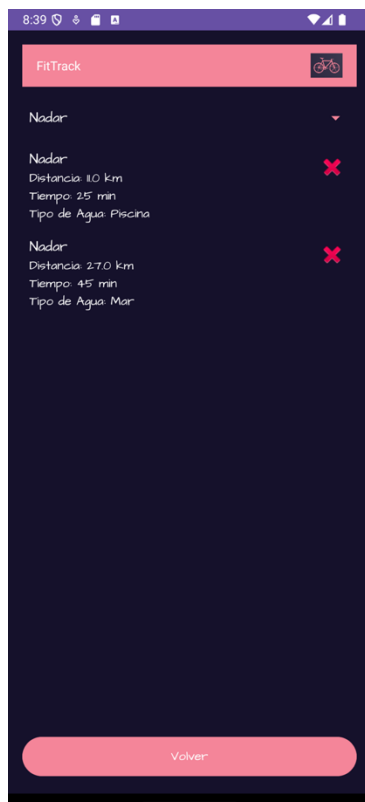 8:39
FitTrack
Nadar
Nadar
Distancia: 11.0 km
Tiempo: 25 min
Tipo de Agua: Piscina
Nadar
Distancia: 27.0 km
Tiempo: 45 min
Tipo de Agua: Mar
Volver